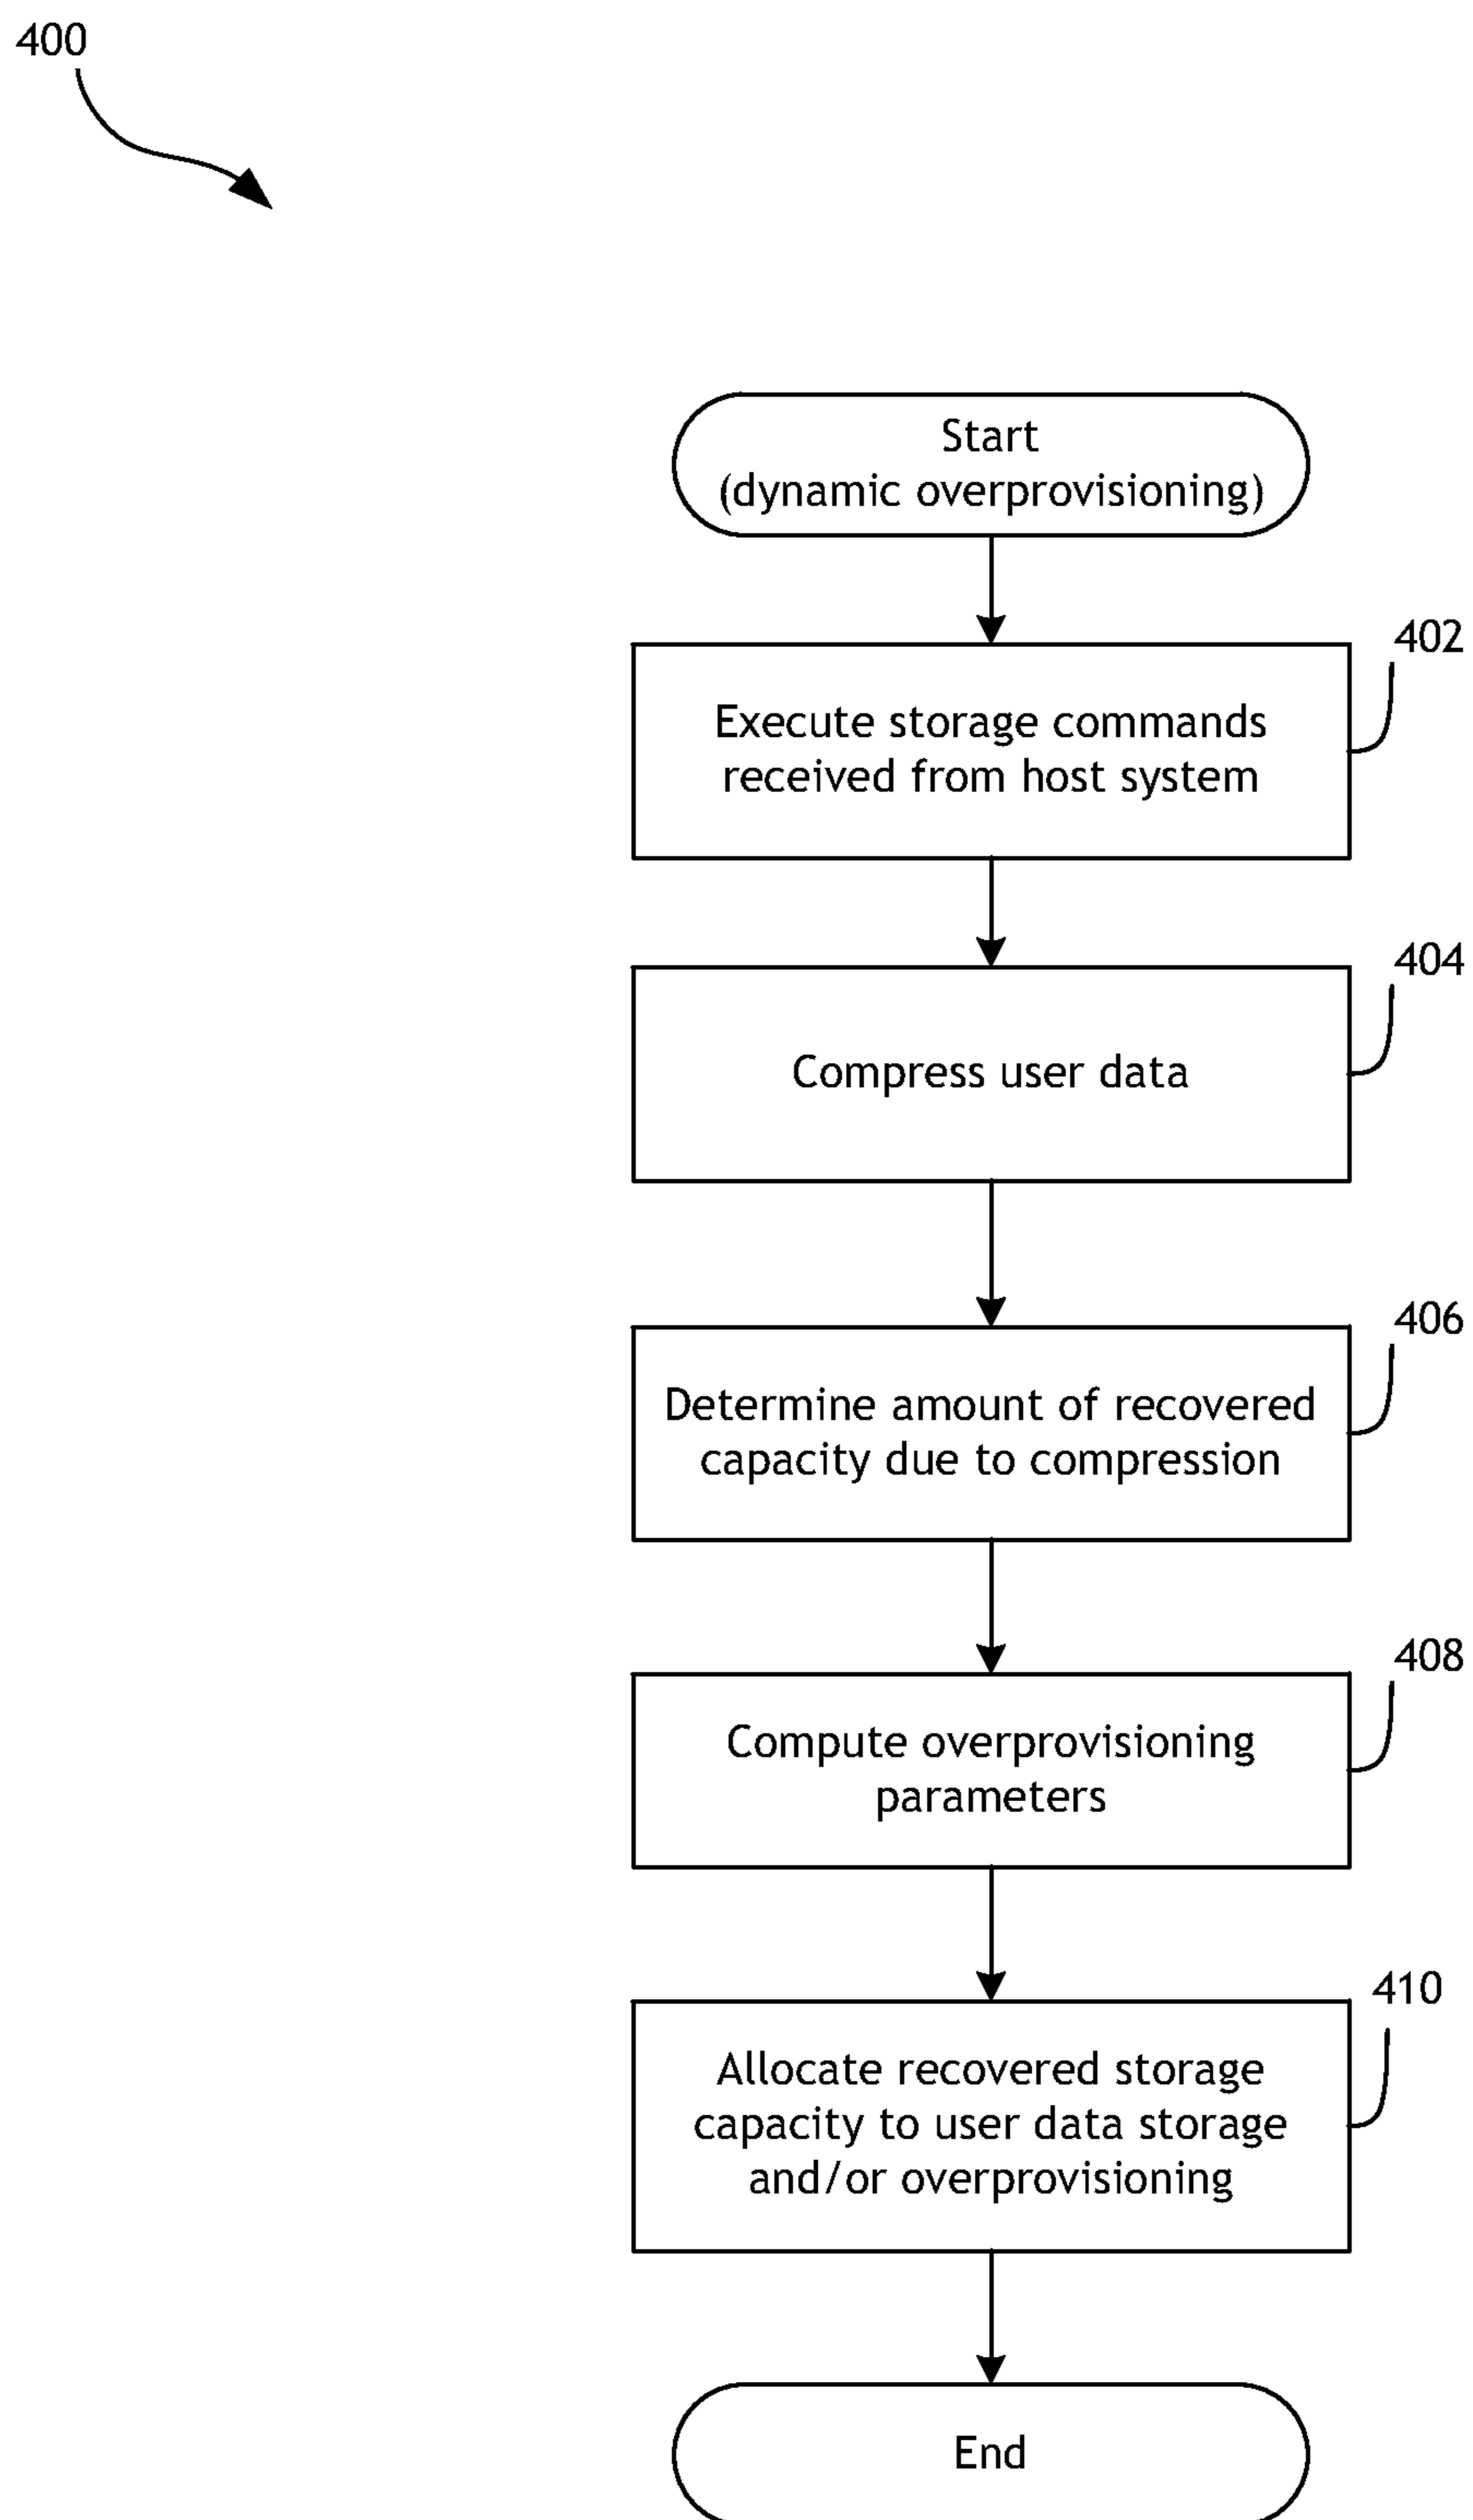 400
Start
(dynamic overprovisioning)
402
Execute storage commands
received from host system
404
Compress user data
406
Determine amount of recovered
capacity due to compression
408
Compute overprovisioning
parameters
410
Allocate recovered storage
capacity to user data storage
and/or overprovisioning
End